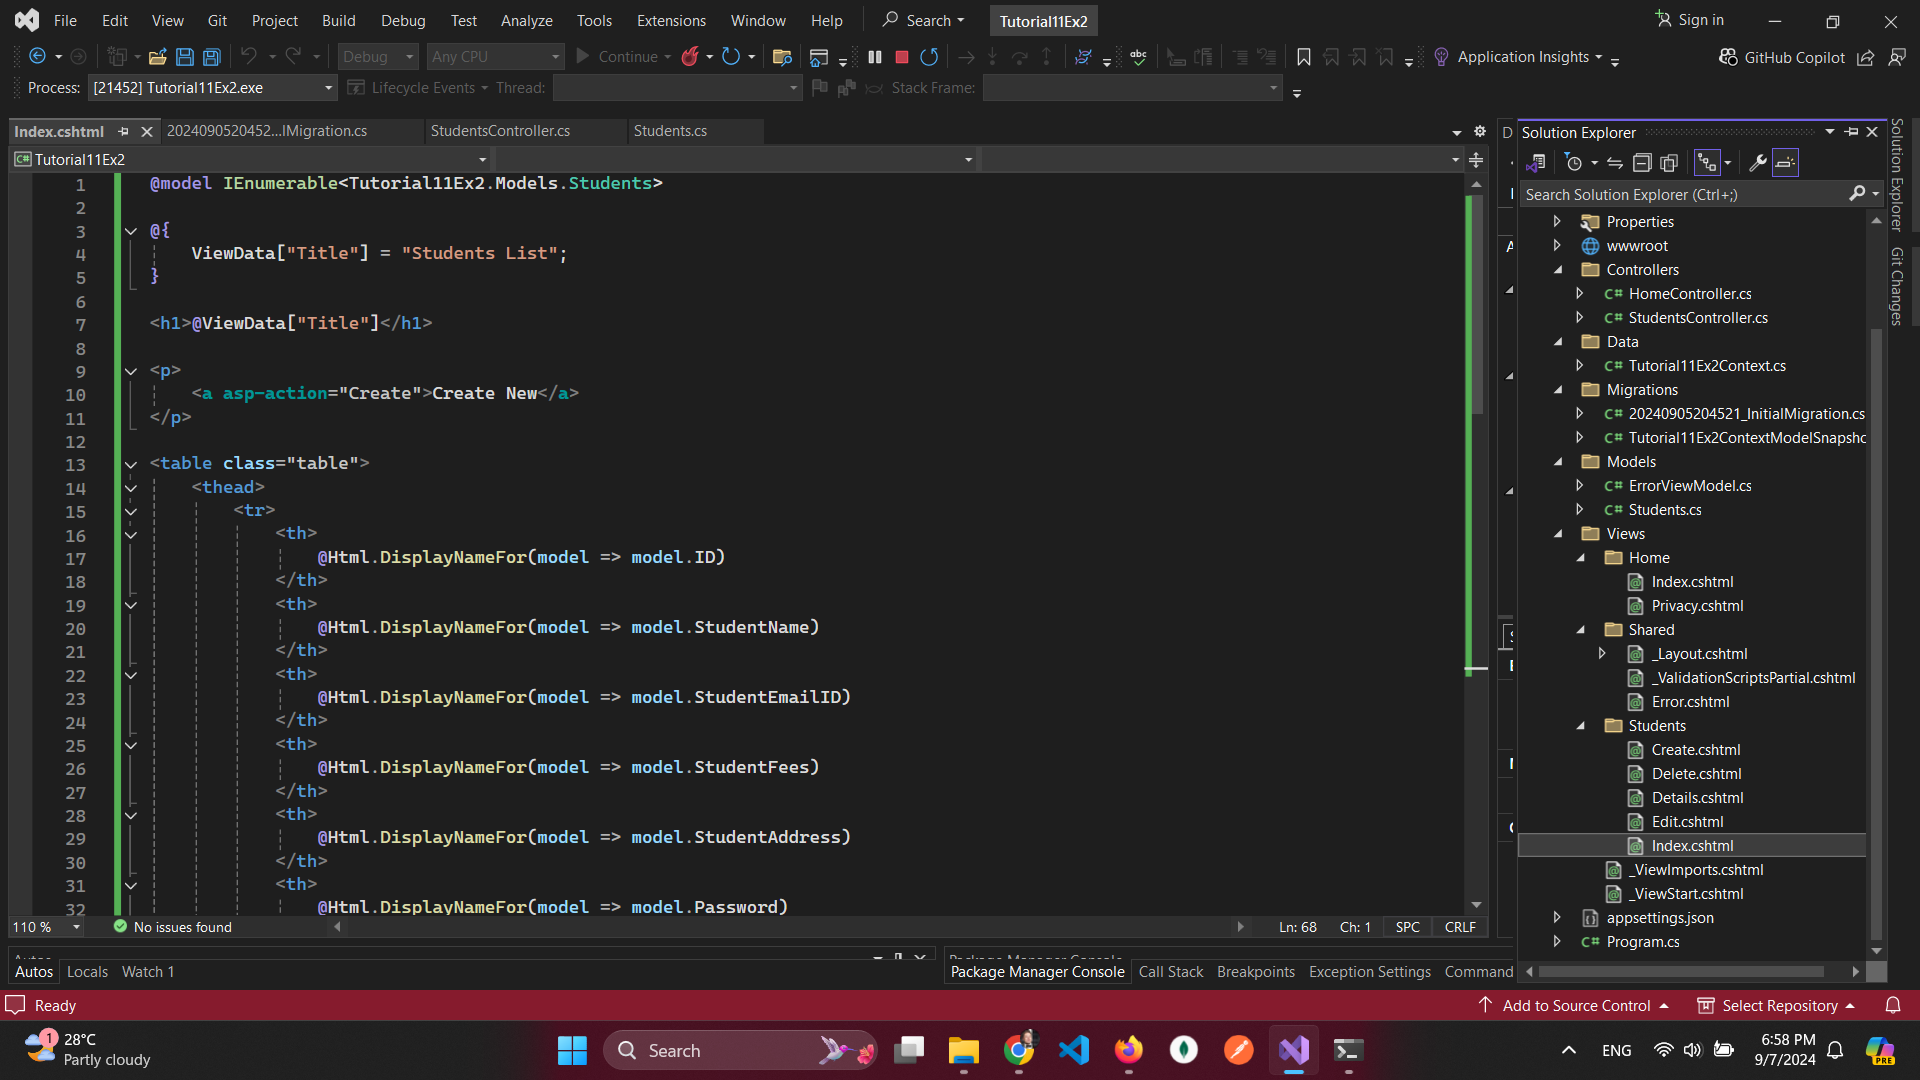 File Edit View Git Project Build Debug Test Analyze Tools Extensions Window Help Search Tutorial11Ex2 Sign in
Debug Any CPU Continue Application Insights GitHub Copilot
Process: [21452] Tutorial11Ex2.exe Lifecycle Events Thread: Stack Frame:
Index.cshtml 2024090520452...lMigration.cs StudentsController.cs Students.cs
Tutorial11Ex2
1 @model IEnumerable<Tutorial11Ex2.Models.Students>
2
3 @{
4 ViewData["Title"] = "Students List";
5 }
6
7 <h1>@ViewData["Title"]</h1>
8
9 <p>
10 <a asp-action="Create">Create New</a>
11 </p>
12
13 <table class="table">
14 <thead>
15 <tr>
16 <th>
17 @Html.DisplayNameFor(model => model.ID)
18 </th>
19 <th>
20 @Html.DisplayNameFor(model => model.StudentName)
21 </th>
22 <th>
23 @Html.DisplayNameFor(model => model.StudentEmailID)
24 </th>
25 <th>
26 @Html.DisplayNameFor(model => model.StudentFees)
27 </th>
28 <th>
29 @Html.DisplayNameFor(model => model.StudentAddress)
30 </th>
31 <th>
32 @Html.DisplayNameFor(model => model.Password)
110 % No issues found Ln: 68 Ch: 1 SPC CRLF
Solution Explorer
Search Solution Explorer (Ctrl+;)
Properties
wwwroot
Controllers
C# HomeController.cs
C# StudentsController.cs
Data
C# Tutorial11Ex2Context.cs
Migrations
C# 20240905204521_InitialMigration.cs
C# Tutorial11Ex2ContextModelSnapsho
Models
C# ErrorViewModel.cs
C# Students.cs
Views
Home
Index.cshtml
Privacy.cshtml
Shared
_Layout.cshtml
_ValidationScriptsPartial.cshtml
Error.cshtml
Students
Create.cshtml
Delete.cshtml
Details.cshtml
Edit.cshtml
Index.cshtml
_ViewImports.cshtml
_ViewStart.cshtml
appsettings.json
C# Program.cs
Solution Explorer
Git Changes
Autos Locals Watch 1
Package Manager Console Call Stack Breakpoints Exception Settings Command
Ready Add to Source Control Select Repository
1
28°C
Partly cloudy
Search
ENG
6:58 PM
9/7/2024
PRE